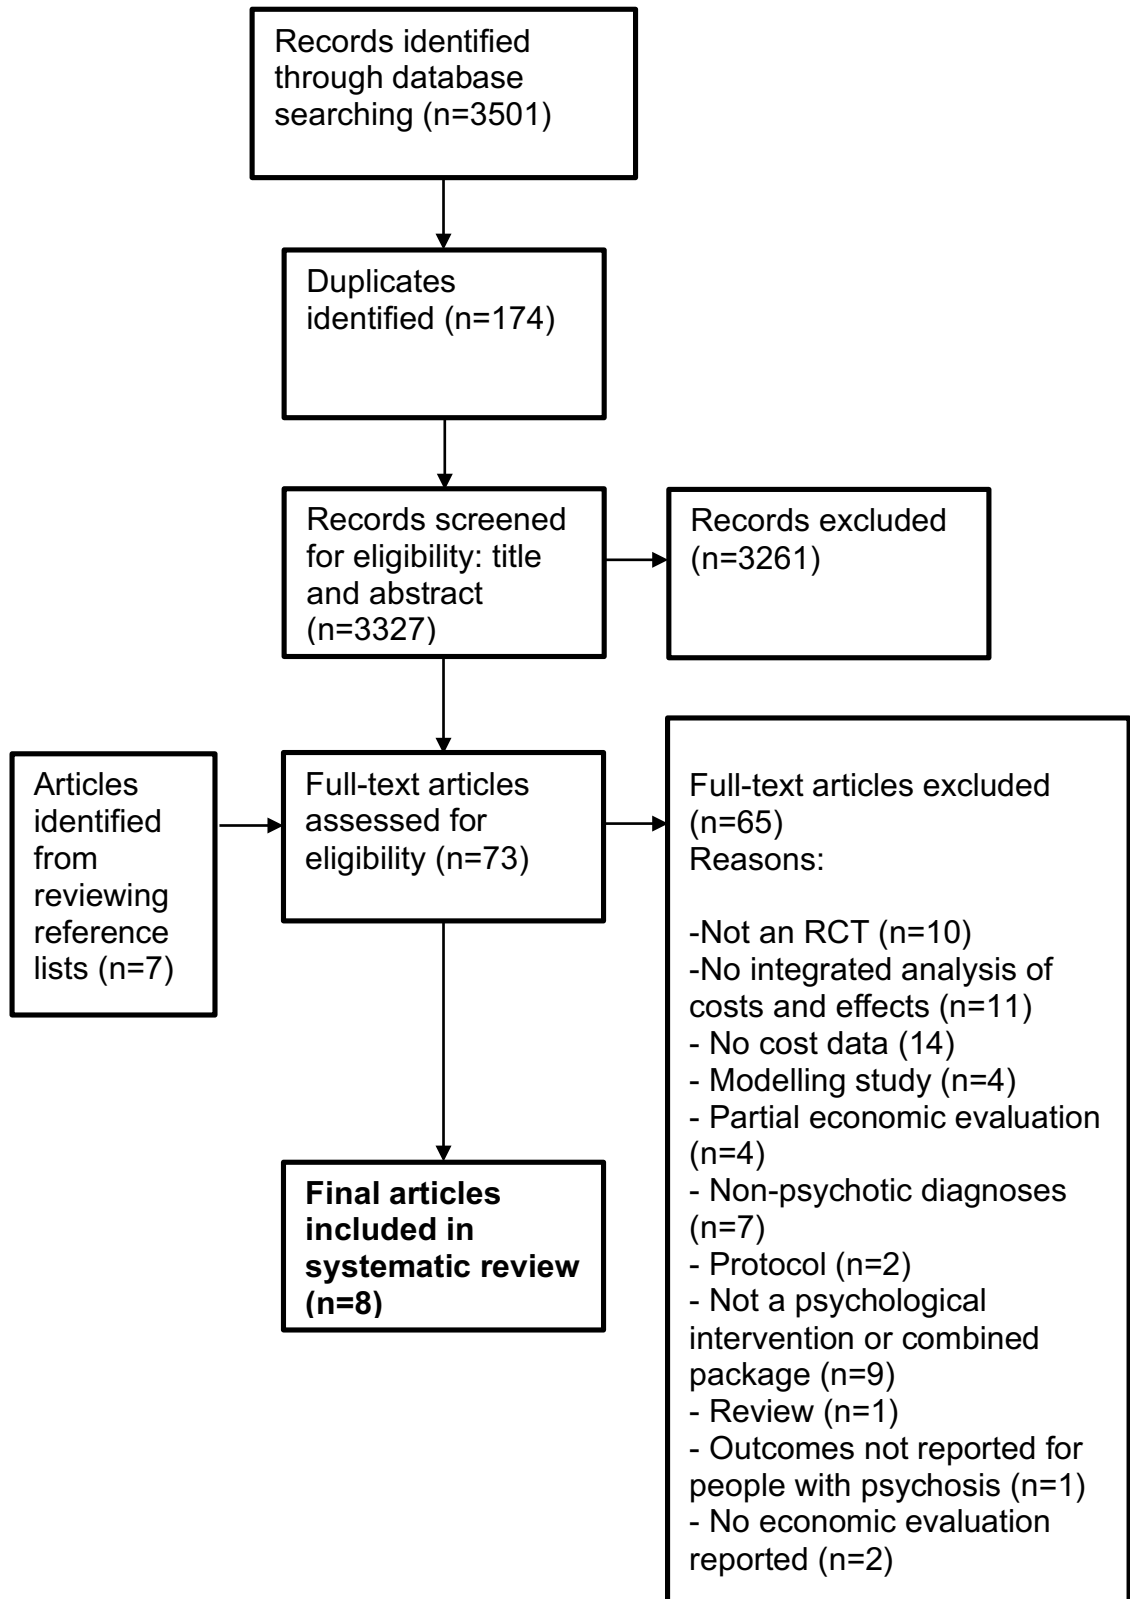 Records identified
through database
searching (n=3501)
Duplicates
identified (n=174)
Records screened
for eligibility: title
and abstract
(n=3327)
Records excluded
(n=3261)
Articles
identified
from
reviewing
reference
lists (n=7)
Full-text articles
assessed for
eligibility (n=73)
Full-text articles excluded
(n=65)
Reasons:
-Not an RCT (n=10)
-No integrated analysis of
costs and effects (n=11)
- No cost data (14)
- Modelling study (n=4)
- Partial economic evaluation
(n=4)
- Non-psychotic diagnoses
(n=7)
- Protocol (n=2)
- Not a psychological
intervention or combined
package (n=9)
- Review (n=1)
- Outcomes not reported for
people with psychosis (n=1)
- No economic evaluation
reported (n=2)
Final articles
included in
systematic review
(n=8)